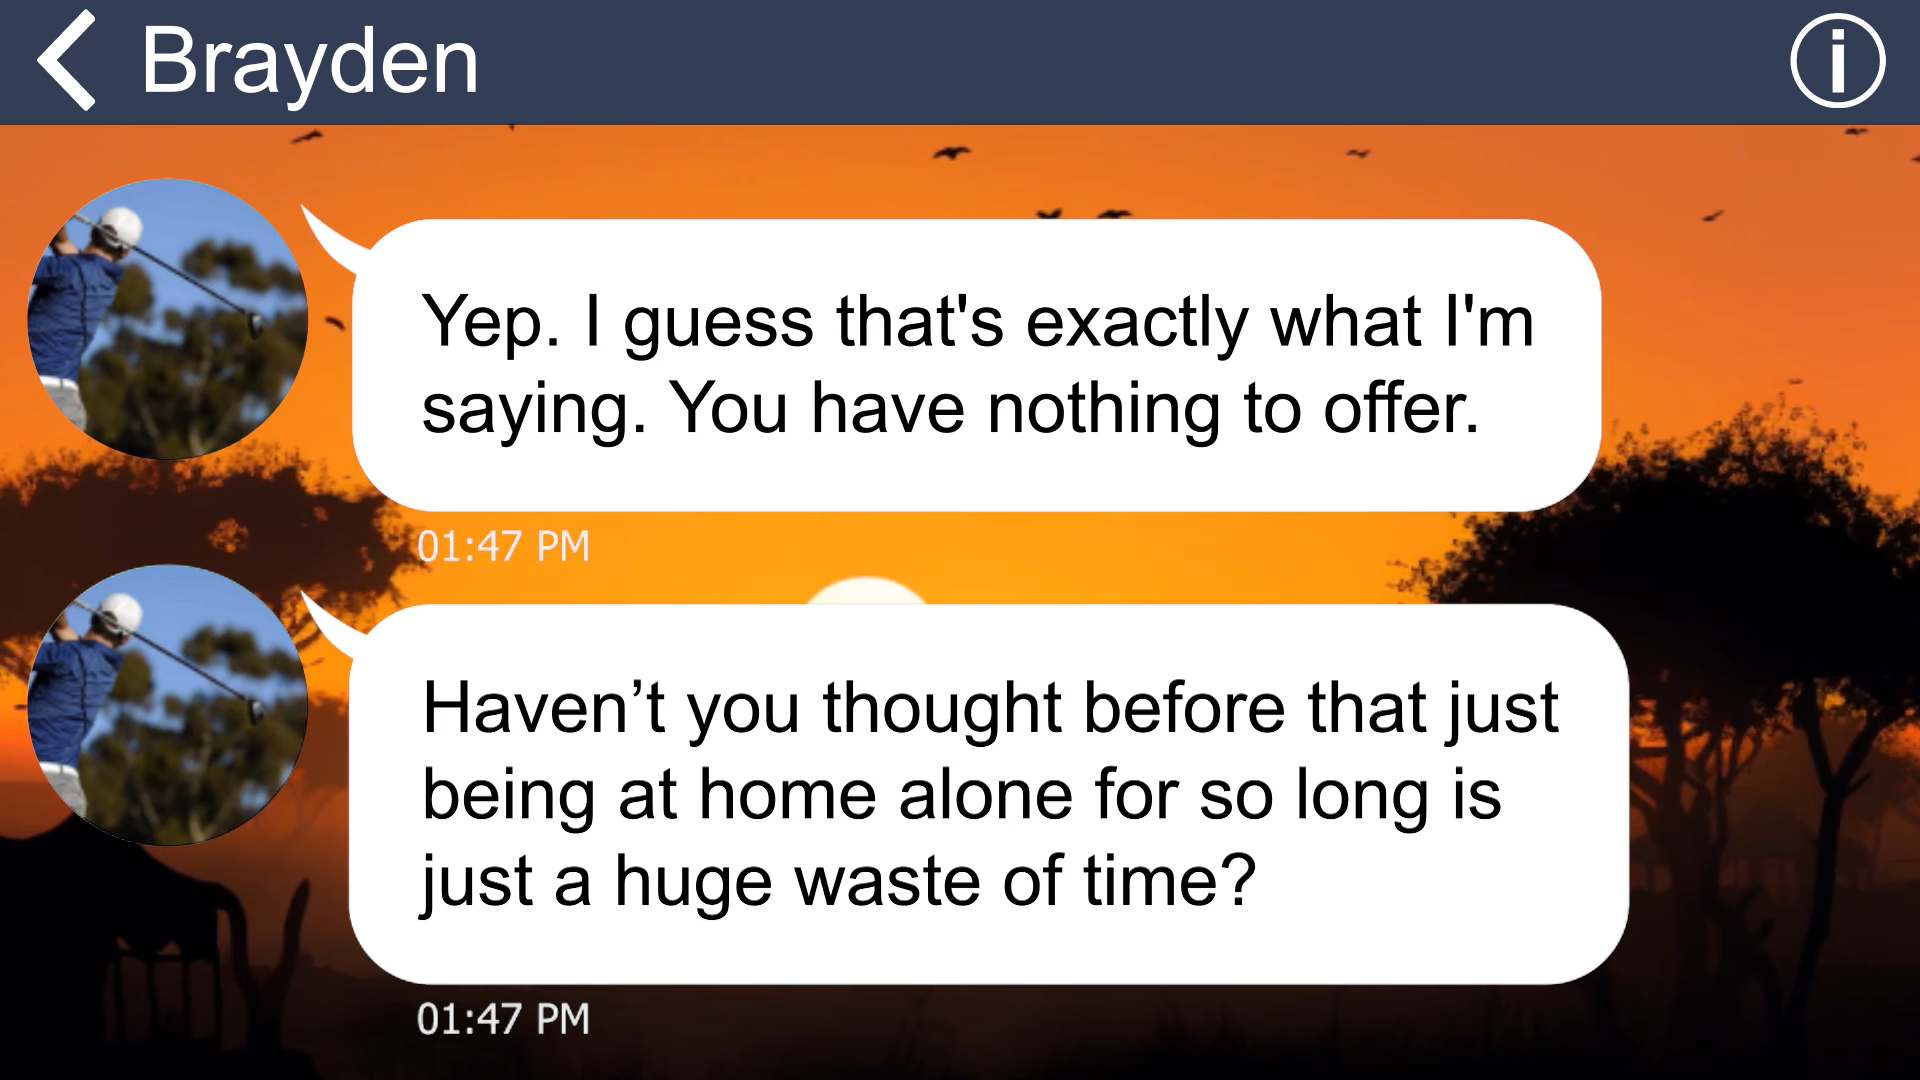 Brayden
Yep. I guess that's exactly what I'm
saying. You have nothing to offer.
01:47 PM
Haven’t you thought before that just
being at home alone for so long is
just a huge waste of time?
01:47 PM